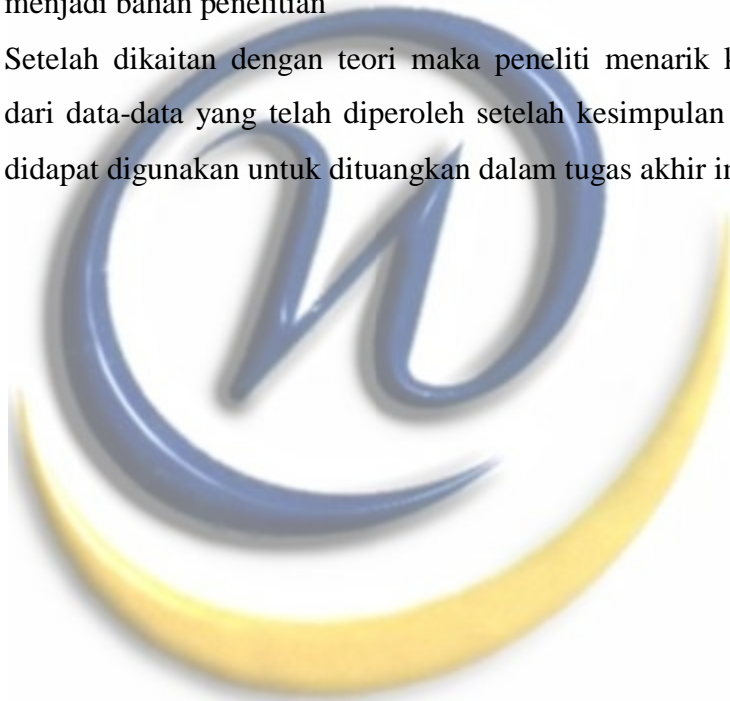 menjadi bahan penelitian
Setelah dikaitan dengan teori maka peneliti menarik
dari data-data yang telah diperoleh setelah kesimpulan
didapat digunakan untuk dituangkan dalam tugas akhir